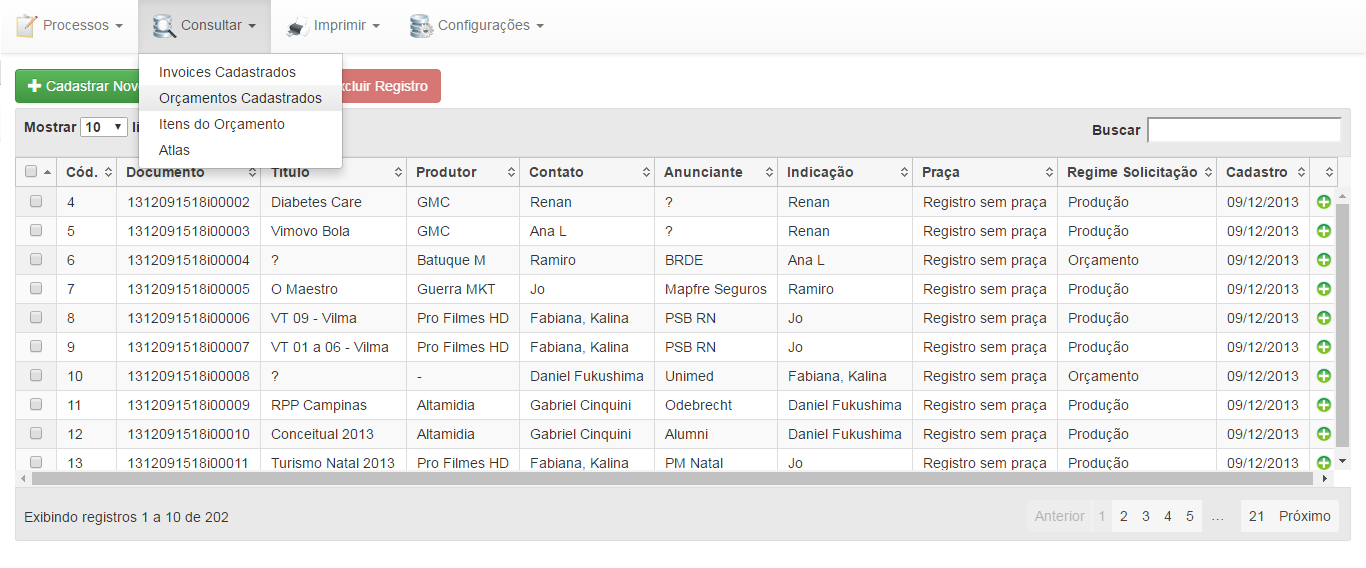 Processos Consultar Imprimir Configurações
Invoices Cadastrados
Cadastrar Nov xcluir Registro
Orçamentos Cadastrados
Itens do Orçamento
Mostrar 10 li Buscar
Atlas
Cód. Documento Título Produtor Contato Anunciante Indicação Praça Regime Solicitação Cadastro
4 1312091518i00002 Diabetes Care GMC Renan ? Renan Registro sem praça Produção 09/12/2013
5 1312091518i00003 Vimovo Bola GMC Ana L ? Renan Registro sem praça Produção 09/12/2013
6 1312091518i00004 ? Batuque M Ramiro BRDE Ana L Registro sem praça Orçamento 09/12/2013
7 1312091518i00005 O Maestro Guerra MKT Jo Mapfre Seguros Ramiro Registro sem praça Produção 09/12/2013
8 1312091518i00006 VT 09 - Vilma Pro Filmes HD Fabiana, Kalina PSB RN Jo Registro sem praça Produção 09/12/2013
9 1312091518i00007 VT 01 a 06 - Vilma Pro Filmes HD Fabiana, Kalina PSB RN Jo Registro sem praça Produção 09/12/2013
10 1312091518i00008 ? - Daniel Fukushima Unimed Fabiana, Kalina Registro sem praça Orçamento 09/12/2013
11 1312091518i00009 RPP Campinas Altamidia Gabriel Cinquini Odebrecht Daniel Fukushima Registro sem praça Produção 09/12/2013
12 1312091518i00010 Conceitual 2013 Altamidia Gabriel Cinquini Alumni Daniel Fukushima Registro sem praça Produção 09/12/2013
13 1312091518i00011 Turismo Natal 2013 Pro Filmes HD Fabiana, Kalina PM Natal Jo Registro sem praça Produção 09/12/2013
Exibindo registros 1 a 10 de 202 Anterior 1 2 3 4 5 ... 21 Próximo